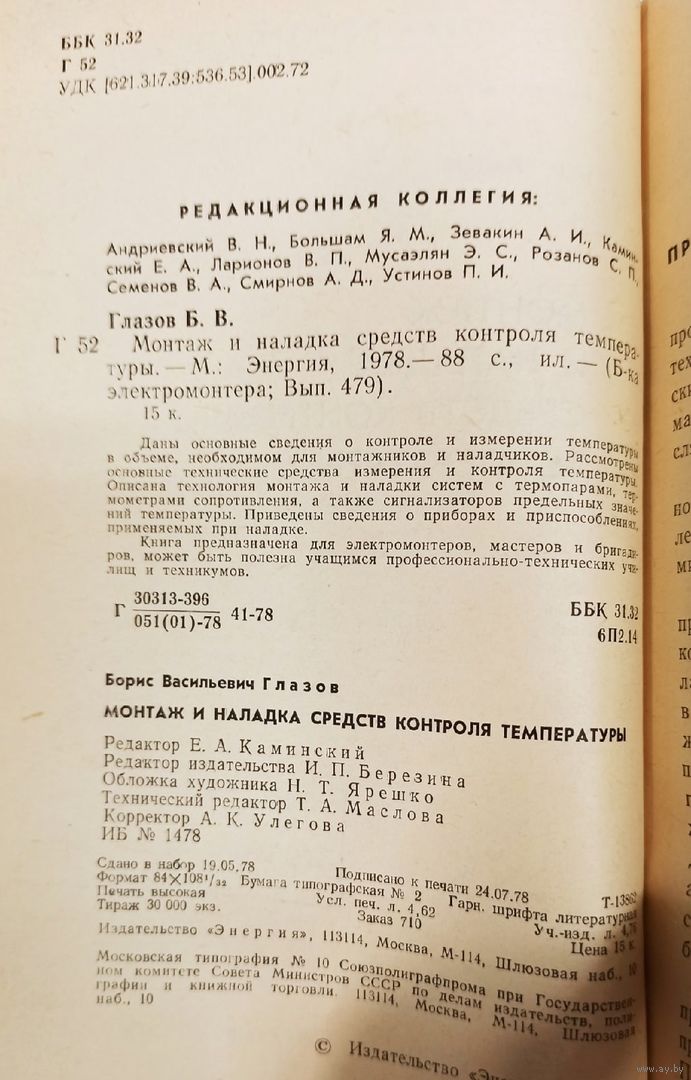 ББК 31.32
Г 52
УДК [621.317.39:536.53].002.72
РЕДАКЦИОННАЯ КОЛЛЕГИЯ:
Андриевский В. Н., Большам Я. М., Зевакин А. И., Камин-
ский Е. А., Ларионов В. П., Мусаэлян Э. С., Розанов С. П.,
Семенов В. А., Смирнов А. Д., Устинов П. И.
Глазов Б. В.
Г 52 Монтаж и наладка средств контроля темпера-
туры. — М.: Энергия, 1978. — 88 с., ил. — (Б-ка
электромонтера; Вып. 479).
15 к.
Даны основные сведения о контроле и измерении температуры
в объеме, необходимом для монтажников и наладчиков. Рассмотрены
основные технические средства измерения и контроля температуры.
Описана технология монтажа и наладки систем с термопарами, тер-
мометрами сопротивления, а также сигнализаторов предельных значе-
ний температуры. Приведены сведения о приборах и приспособлениях,
применяемых при наладке.
Книга предназначена для электромонтеров, мастеров и бригади-
ров, может быть полезна учащимся профессионально-технических учи-
лищ и техникумов.
Г 30313-396
051(01)-78 41-78
ББК 31.32
6П2.14
Борис Васильевич Глазов
МОНТАЖ И НАЛАДКА СРЕДСТВ КОНТРОЛЯ ТЕМПЕРАТУРЫ
Редактор Е. А. Каминский
Редактор издательства И. П. Березина
Обложка художника Н. Т. Ярешко
Технический редактор Т. А. Маслова
Корректор А. К. Улегова
ИБ № 1478
Сдано в набор 19.05.78 Подписано к печати 24.07.78 Т-13862
Формат 84×108¹/₃₂ Бумага типографская № 2 Гарн. шрифта литературная
Печать высокая Усл. печ. л. 4,62 Уч.-изд. л. 4,78
Тираж 30 000 экз. Заказ 710 Цена 15 к.
Издательство «Энергия», 113114, Москва, М-114, Шлюзовая наб., 10
Московская типография № 10 Союзполиграфпрома при Государствен-
ном комитете Совета Министров СССР по делам издательств, поли-
графии и книжной торговли. 113114, Москва, М-114, Шлюзовая
наб., 10
© Издательство «Эне
www.ay.by